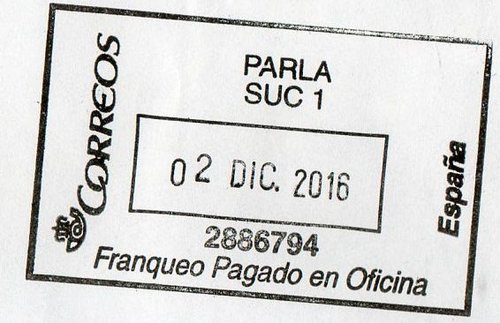 CORREOS
PARLA
SUC 1
02 DIC. 2016
2886794
Franqueo Pagado en Oficina
España